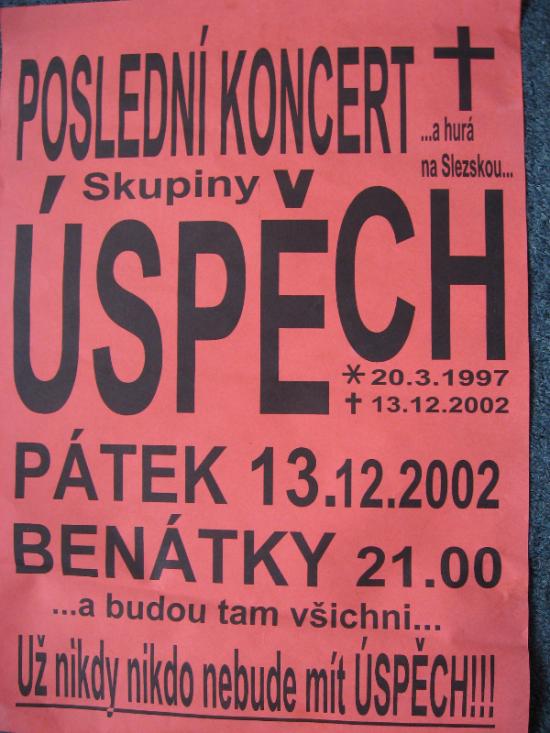 POSLEDNÍ KONCERT
...a hurá
na Slezskou...
Skupiny
ÚSPĚCH
* 20.3.1997
✝ 13.12.2002
PÁTEK 13.12.2002
BENÁTKY 21.00
...a budou tam všichni...
Už nikdy nikdo nebude mít ÚSPĚCH!!!